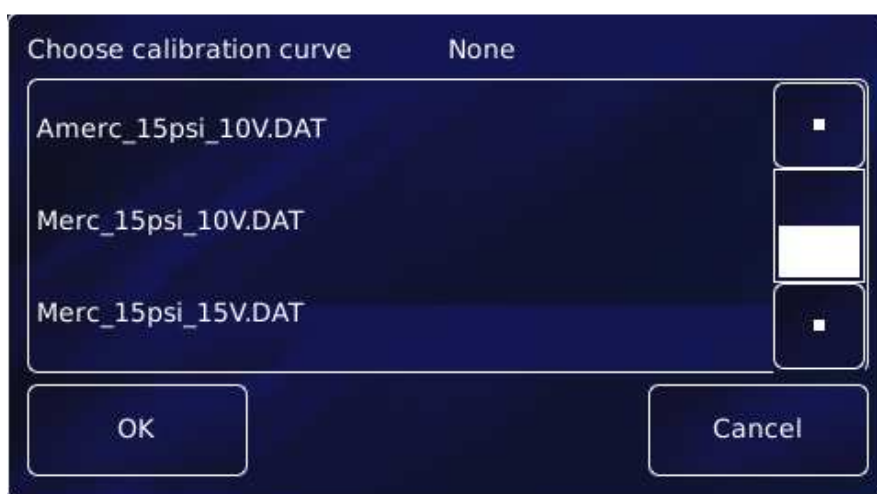 Choose calibration curve None
Amerc_15psi_10V.DAT
Merc_15psi_10V.DAT
Merc_15psi_15V.DAT
OK Cancel